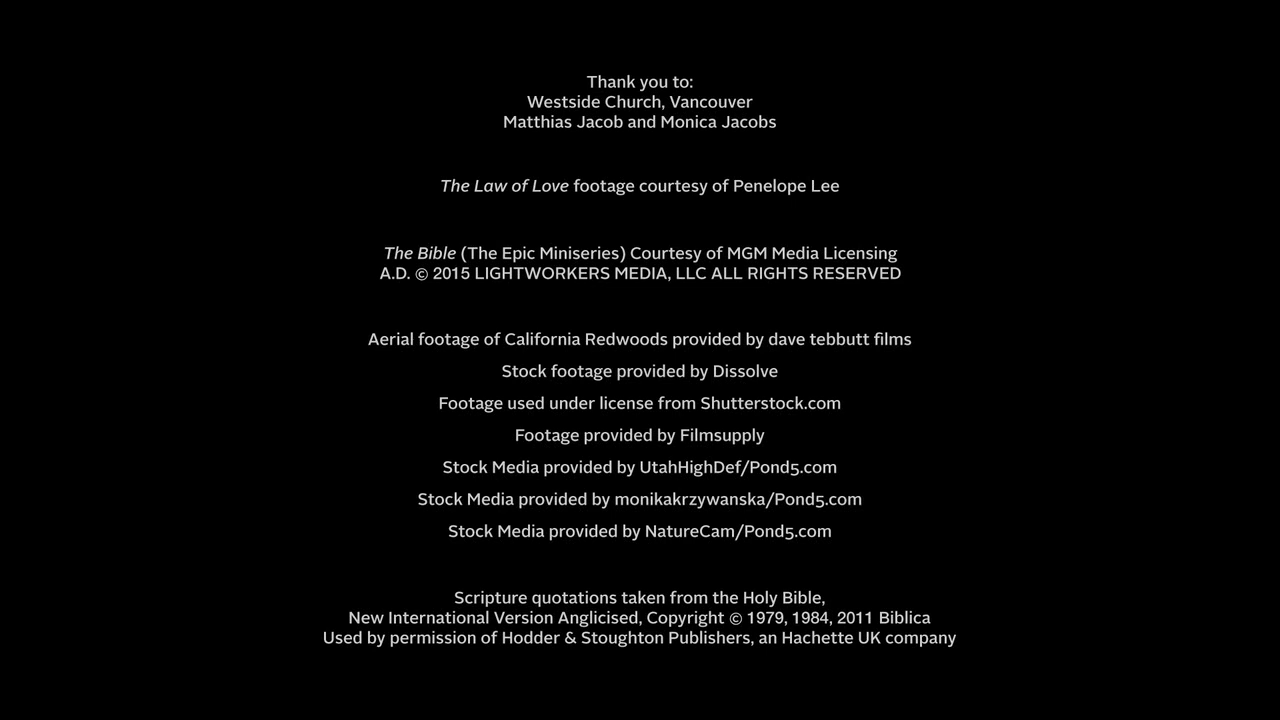 Thank you to:
Westside Church, Vancouver
Matthias Jacob and Monica Jacobs
The Law of Love footage courtesy of Penelope Lee
The Bible (The Epic Miniseries) Courtesy of MGM Media Licensing
A.D. © 2015 LIGHTWORKERS MEDIA, LLC ALL RIGHTS RESERVED
Aerial footage of California Redwoods provided by dave tebbutt films
Stock footage provided by Dissolve
Footage used under license from Shutterstock.com
Footage provided by Filmsupply
Stock Media provided by UtahHighDef/Pond5.com
Stock Media provided by monikakrzywanska/Pond5.com
Stock Media provided by NatureCam/Pond5.com
Scripture quotations taken from the Holy Bible,
New International Version Anglicised, Copyright © 1979, 1984, 2011 Biblica
Used by permission of Hodder & Stoughton Publishers, an Hachette UK company